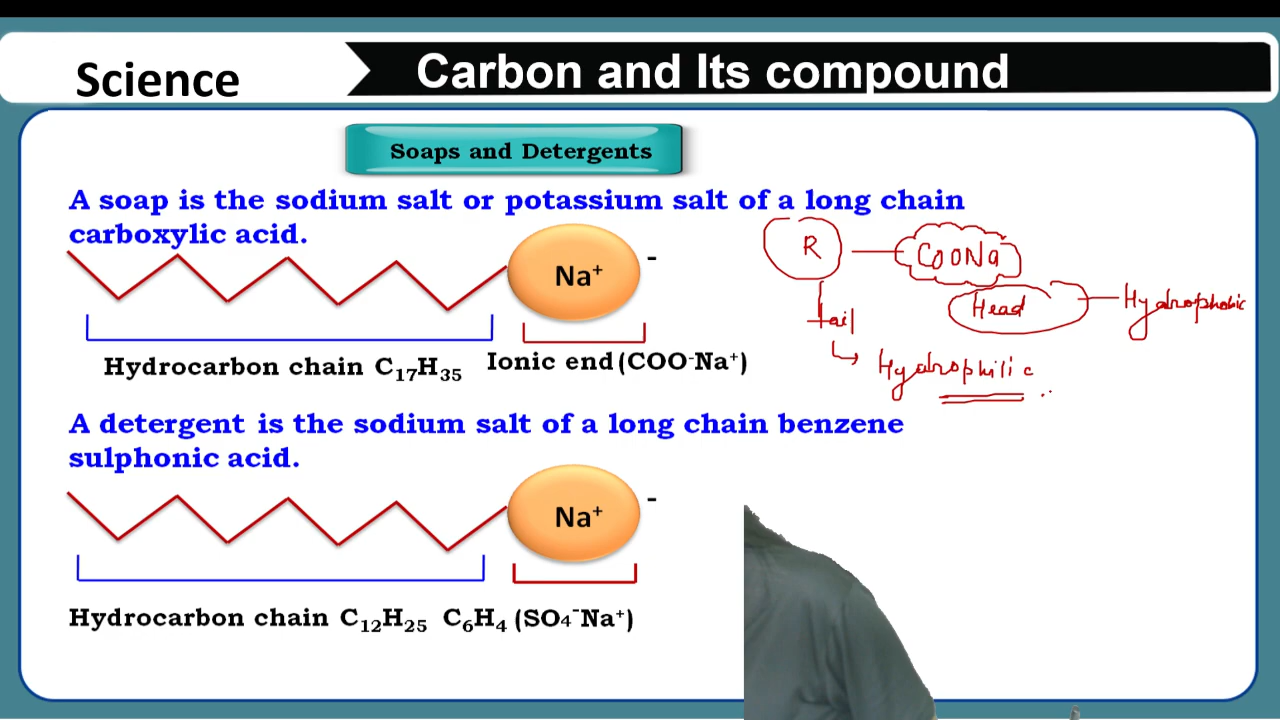 Science
Carbon and Its compound
Soaps and Detergents
A soap is the sodium salt or potassium salt of a long chain
carboxylic acid.
Na⁺ -
R — COONa
Head — Hydrophobic
tail
Hydrophilic
Hydrocarbon chain C₁₇H₃₅ Ionic end (COO⁻Na⁺)
A detergent is the sodium salt of a long chain benzene
sulphonic acid.
Na⁺ -
Hydrocarbon chain C₁₂H₂₅ C₆H₄ (SO₄⁻Na⁺)